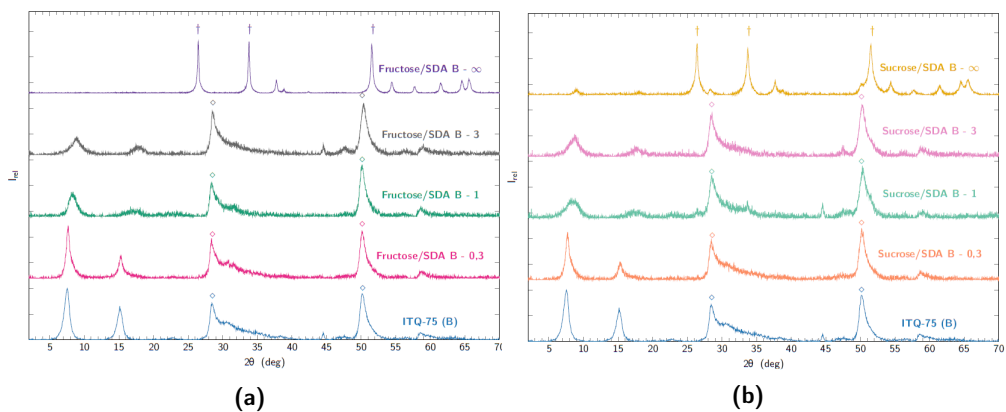 † † †
Fructose/SDA B - ∞
◇ ◇
Fructose/SDA B - 3
◇ ◇
Fructose/SDA B - 1
◇ ◇
Fructose/SDA B - 0,3
◇ ◇
ITQ-75 (B)
I_rel
5 10 15 20 25 30 35 40 45 50 55 60 65 70
2θ (deg)
(a)
† † †
Sucrose/SDA B - ∞
◇ ◇
Sucrose/SDA B - 3
◇ ◇
Sucrose/SDA B - 1
◇ ◇
Sucrose/SDA B - 0,3
◇ ◇
ITQ-75 (B)
I_rel
5 10 15 20 25 30 35 40 45 50 55 60 65 70
2θ (deg)
(b)